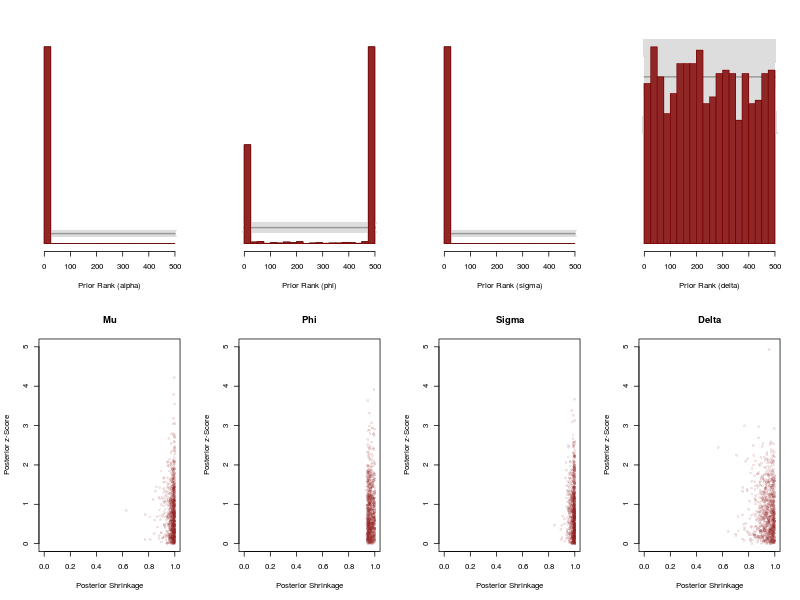 0 100 200 300 400 500
0 100 200 300 400 500
0 100 200 300 400 500
0 100 200 300 400 500
Prior Rank (alpha)
Prior Rank (phi)
Prior Rank (sigma)
Prior Rank (delta)
Mu
Phi
Sigma
Delta
Posterior z-Score
0 1 2 3 4 5
0.0 0.2 0.4 0.6 0.8 1.0
Posterior Shrinkage
Posterior z-Score
0 1 2 3 4 5
0.0 0.2 0.4 0.6 0.8 1.0
Posterior Shrinkage
Posterior z-Score
0 1 2 3 4 5
0.0 0.2 0.4 0.6 0.8 1.0
Posterior Shrinkage
Posterior z-Score
0 1 2 3 4 5
0.0 0.2 0.4 0.6 0.8 1.0
Posterior Shrinkage